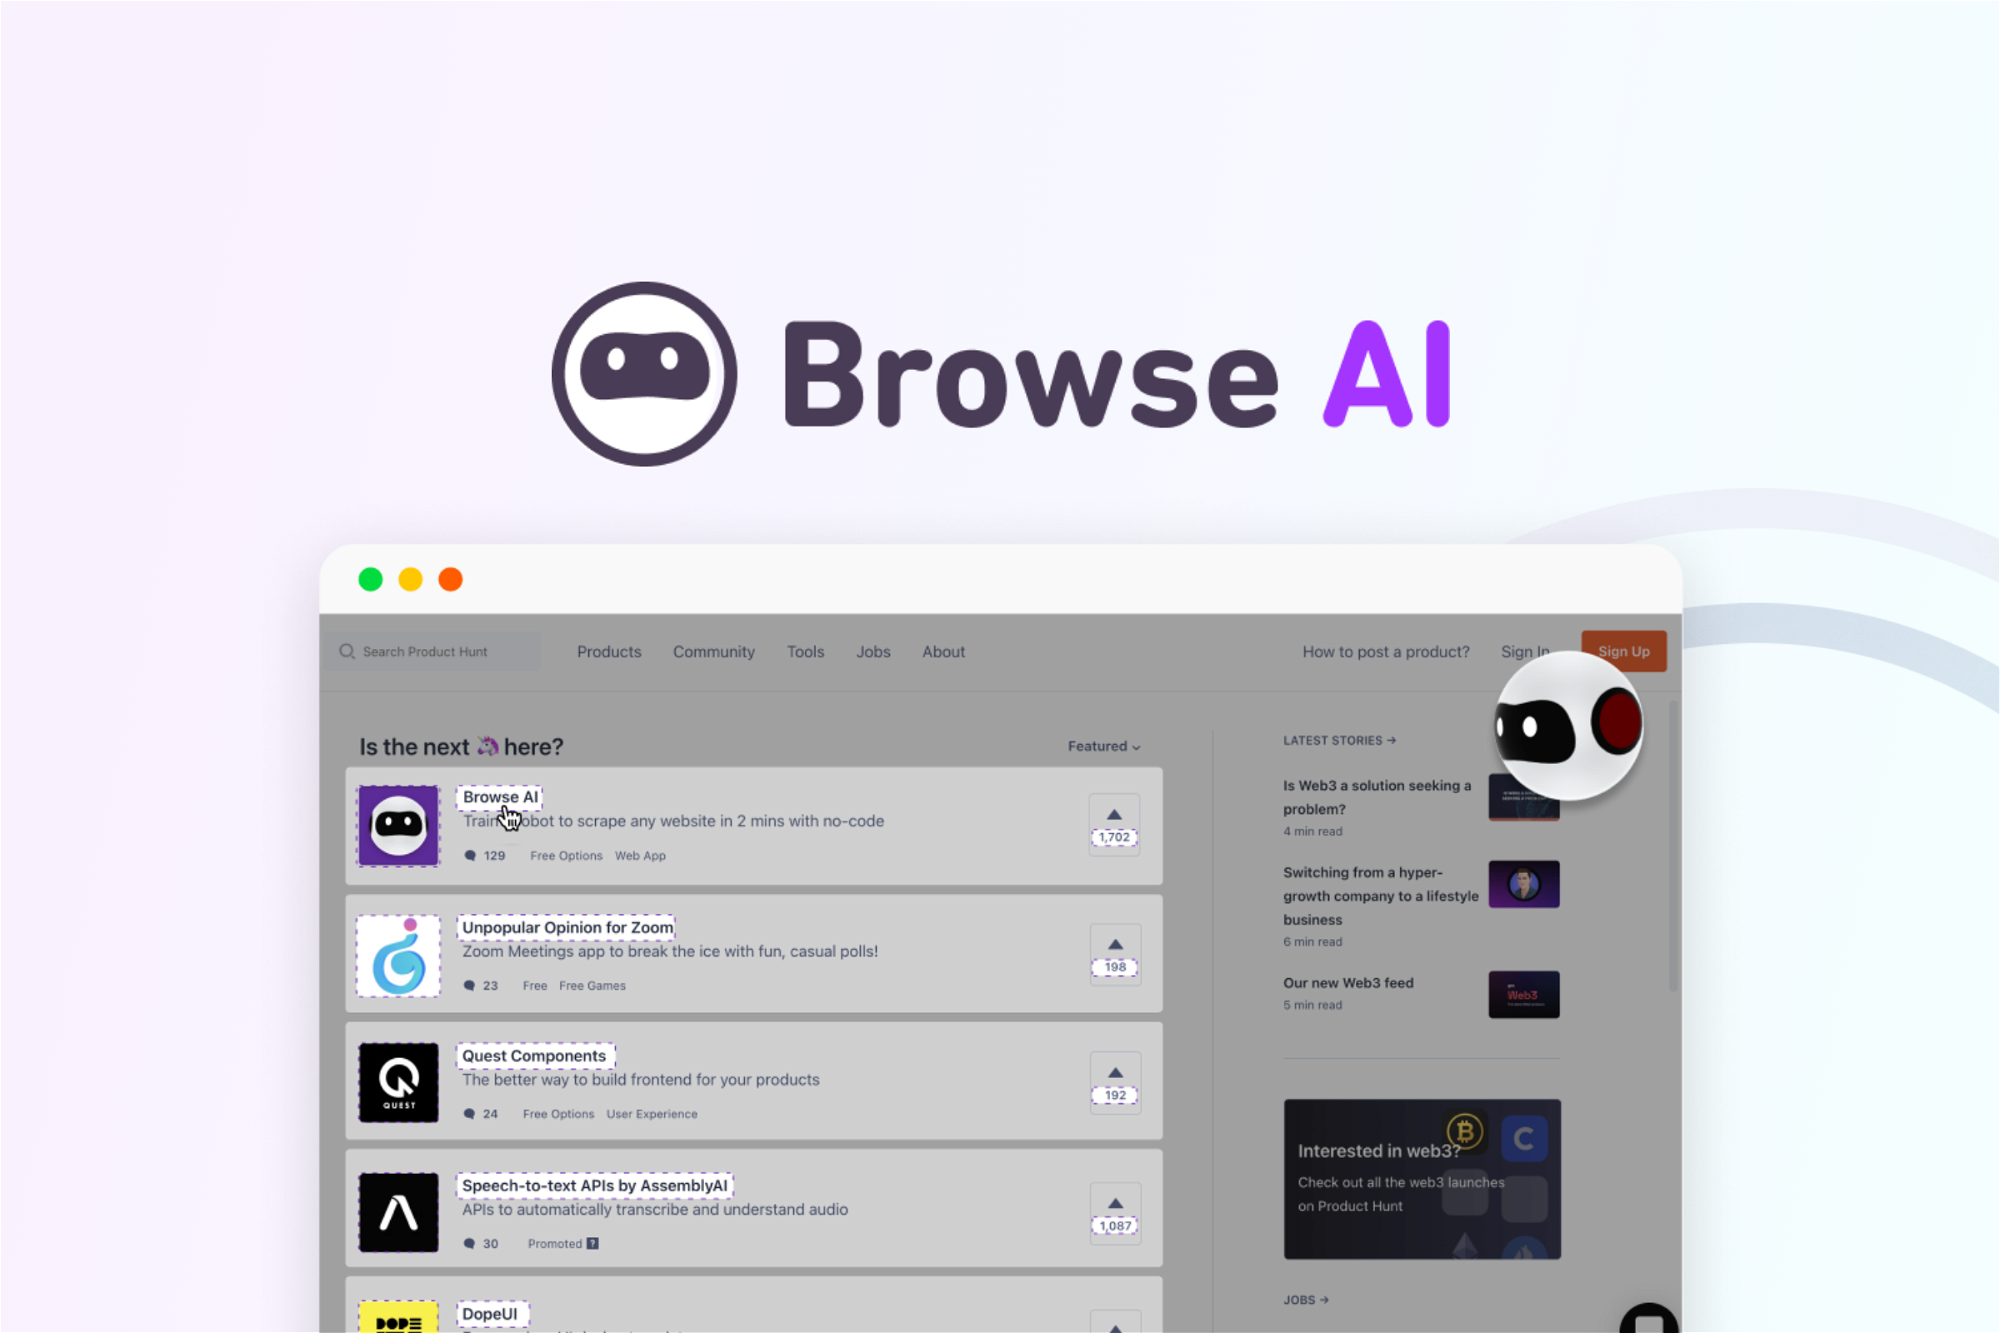 Browse AI
Search Product Hunt
Products
Community
Tools
Jobs
About
How to post a product?
Sign In
Sign Up
Is the next here?
Featured
Browse AI
Train robot to scrape any website in 2 mins with no-code
129 Free Options Web App
1,702
Unpopular Opinion for Zoom
Zoom Meetings app to break the ice with fun, casual polls!
23 Free Free Games
198
QUEST
Quest Components
The better way to build frontend for your products
24 Free Options User Experience
192
Speech-to-text APIs by AssemblyAI
APIs to automatically transcribe and understand audio
30 Promoted ?
1,087
DOPE
DopeUI
LATEST STORIES →
Is Web3 a solution seeking a
problem?
4 min read
Switching from a hyper-
growth company to a lifestyle
business
6 min read
Our new Web3 feed
5 min read
Web3
Interested in web3?
Check out all the web3 launches
on Product Hunt
JOBS →